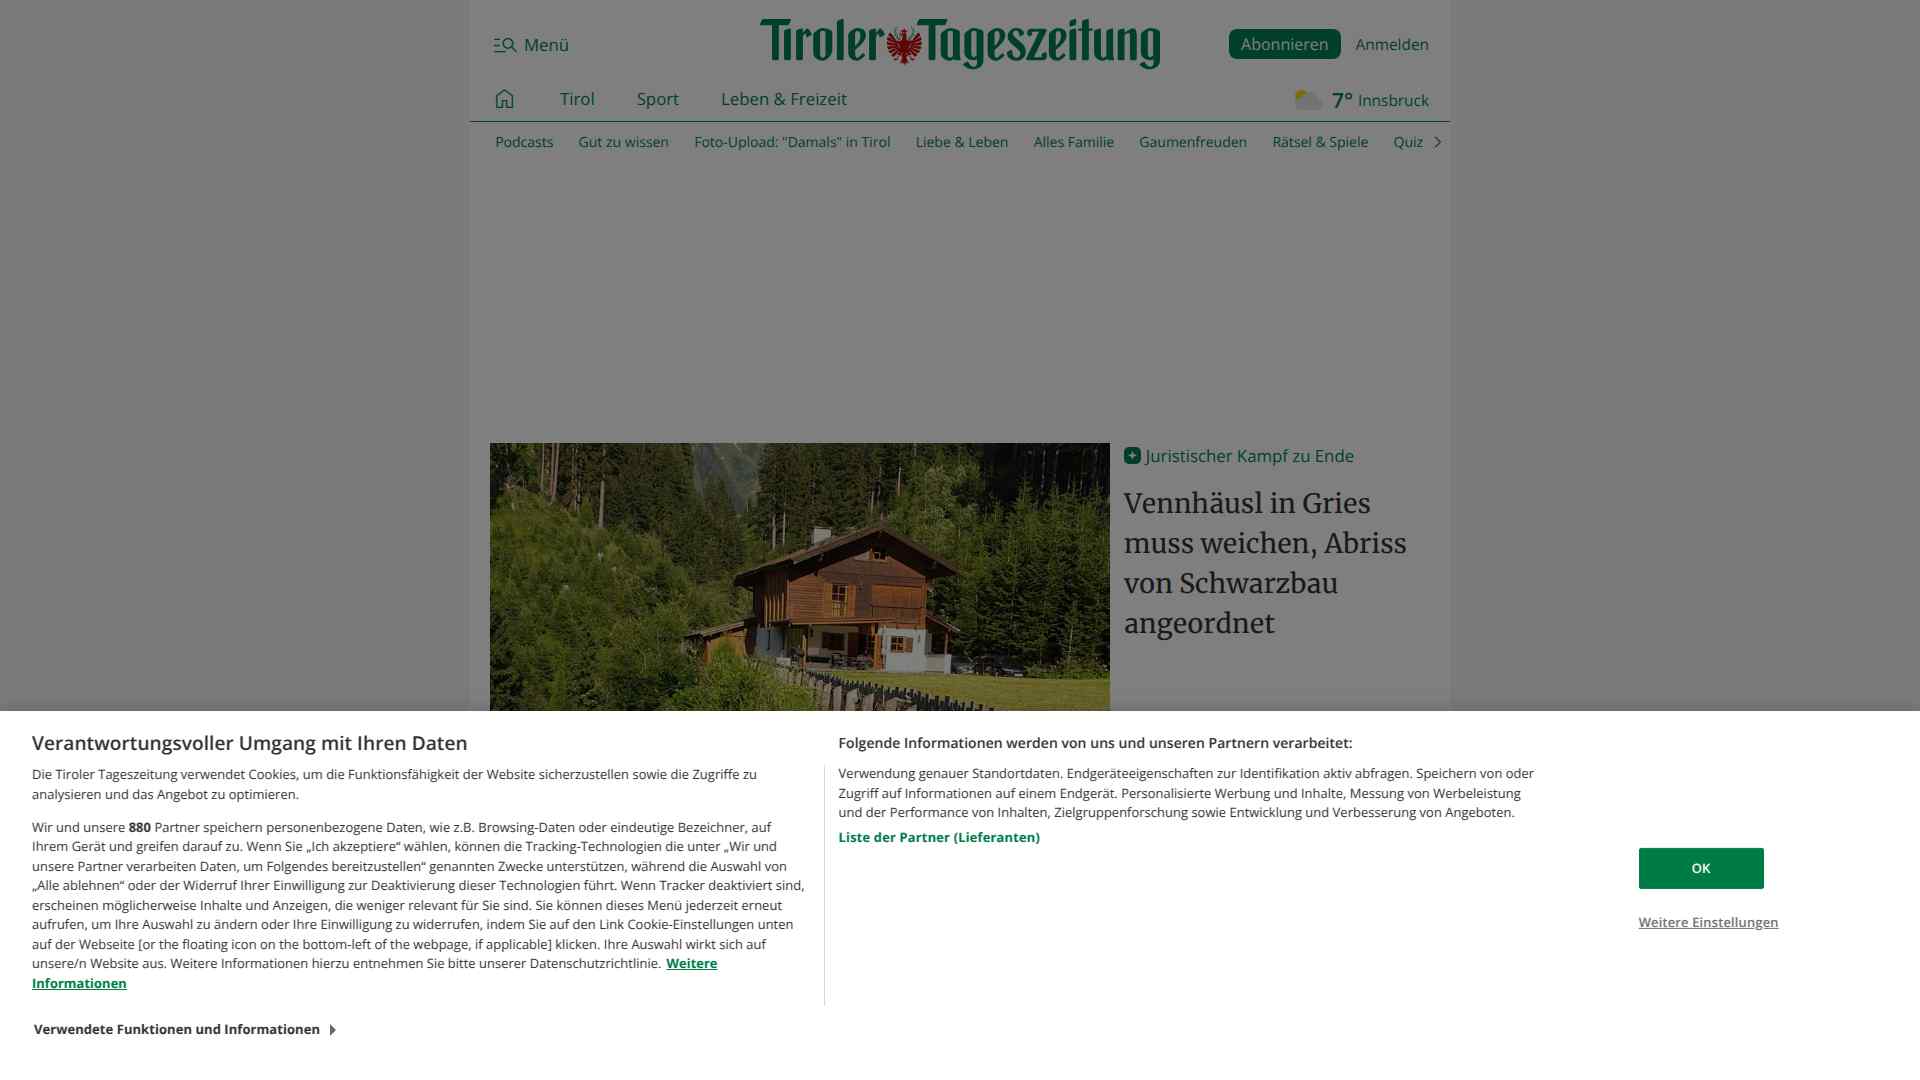 Menü
Tiroler Tageszeitung
Abonnieren
Anmelden
Tirol
Sport
Leben & Freizeit
7° Innsbruck
Podcasts
Gut zu wissen
Foto-Upload: "Damals" in Tirol
Liebe & Leben
Alles Familie
Gaumenfreuden
Rätsel & Spiele
Quiz
Juristischer Kampf zu Ende
Vennhäusl in Gries
muss weichen, Abriss
von Schwarzbau
angeordnet
Verantwortungsvoller Umgang mit Ihren Daten
Die Tiroler Tageszeitung verwendet Cookies, um die Funktionsfähigkeit der Website sicherzustellen sowie die Zugriffe zu
analysieren und das Angebot zu optimieren.
Wir und unsere 880 Partner speichern personenbezogene Daten, wie z.B. Browsing-Daten oder eindeutige Bezeichner, auf
Ihrem Gerät und greifen darauf zu. Wenn Sie „Ich akzeptiere“ wählen, können die Tracking-Technologien die unter „Wir und
unsere Partner verarbeiten Daten, um Folgendes bereitzustellen“ genannten Zwecke unterstützen, während die Auswahl von
„Alle ablehnen“ oder der Widerruf Ihrer Einwilligung zur Deaktivierung dieser Technologien führt. Wenn Tracker deaktiviert sind,
erscheinen möglicherweise Inhalte und Anzeigen, die weniger relevant für Sie sind. Sie können dieses Menü jederzeit erneut
aufrufen, um Ihre Auswahl zu ändern oder Ihre Einwilligung zu widerrufen, indem Sie auf den Link Cookie-Einstellungen unten
auf der Webseite [or the floating icon on the bottom-left of the webpage, if applicable] klicken. Ihre Auswahl wirkt sich auf
unsere/n Website aus. Weitere Informationen hierzu entnehmen Sie bitte unserer Datenschutzrichtlinie. Weitere
Informationen
Verwendete Funktionen und Informationen
Folgende Informationen werden von uns und unseren Partnern verarbeitet:
Verwendung genauer Standortdaten. Endgeräteeigenschaften zur Identifikation aktiv abfragen. Speichern von oder
Zugriff auf Informationen auf einem Endgerät. Personalisierte Werbung und Inhalte, Messung von Werbeleistung
und der Performance von Inhalten, Zielgruppenforschung sowie Entwicklung und Verbesserung von Angeboten.
Liste der Partner (Lieferanten)
OK
Weitere Einstellungen